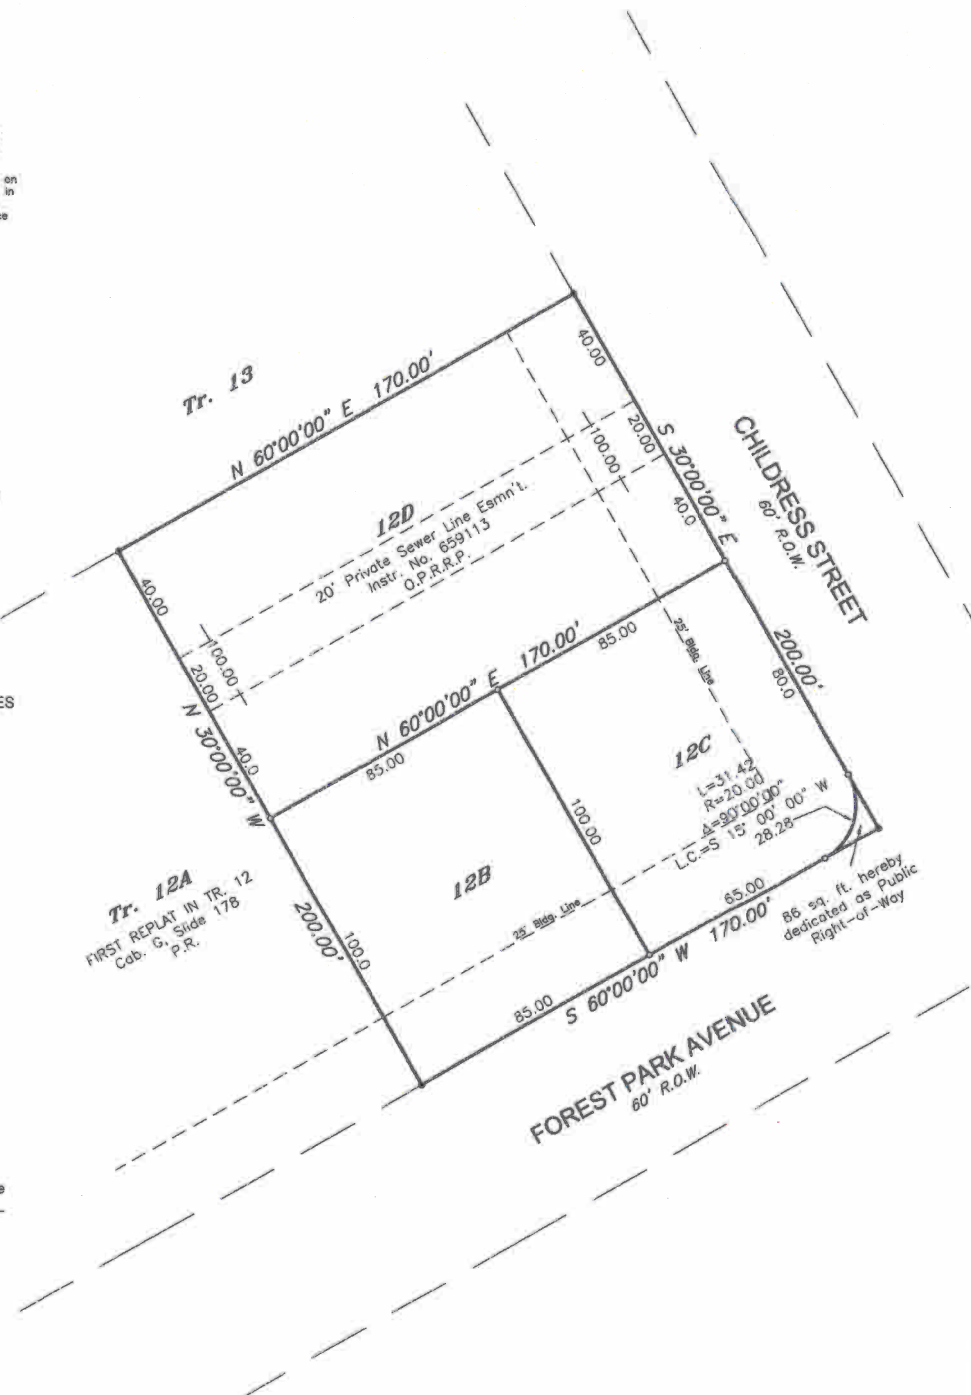 on
in
Tr. 13
N 60°00'00" E 170.00'
40.00
20.00
100.00
40.0
S 30°00'00" E
CHILDRESS STREET
60' R.O.W.
12D
20' Private Sewer Line Esmn't.
Instr. No. 659113
O.P.R.R.P.
40.00
20.00
100.00
40.0
N 30°00'00" W
ES
N 60°00'00" E 170.00'
85.00
85.00
25' Bldg. Line
200.00'
80.0
12C
L=31.42
R=20.00
Δ=90°00'00"
L.C.=S 15° 00' 00" W
28.28
100.00
12B
Tr. 12A
FIRST REPLAT IN TR. 12
Cab. G, Slide 178
P.R.
200.00'
100.0
25' Bldg. Line
65.00
85.00
S 60°00'00" W 170.00'
86 sq. ft. hereby
dedicated as Public
Right-of-Way
FOREST PARK AVENUE
60' R.O.W.